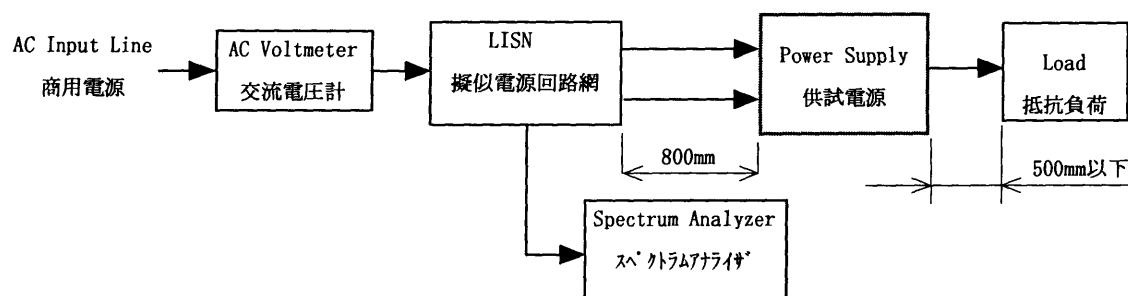 AC Input Line
商用電源
AC Voltmeter
交流電圧計
LISN
擬似電源回路網
Power Supply
供試電源
Load
抵抗負荷
800mm
500mm以下
Spectrum Analyzer
ｽﾍﾟｸﾄﾗﾑｱﾅﾗｲｻﾞ